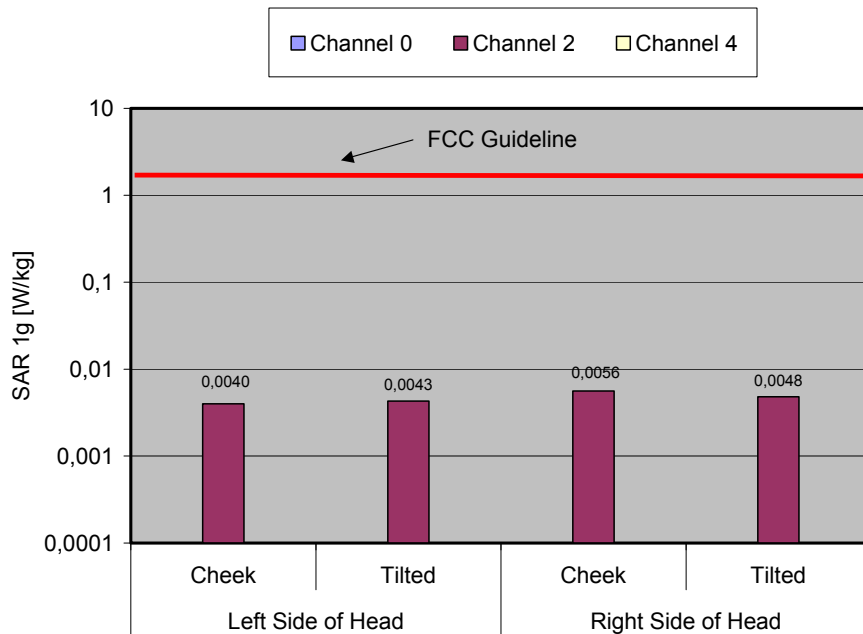 Channel 0 Channel 2 Channel 4
10
FCC Guideline
1
0,1
SAR 1g [W/kg]
0,01
0,0040 0,0043 0,0056 0,0048
0,001
0,0001
Cheek Tilted Cheek Tilted
Left Side of Head Right Side of Head